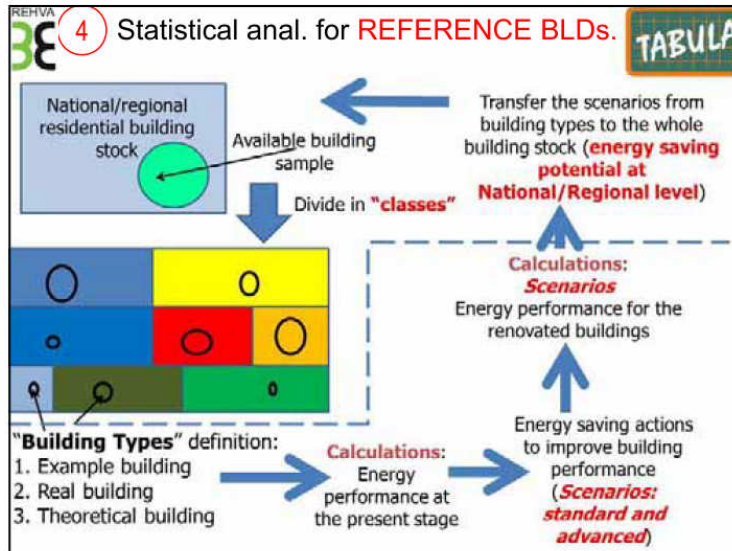 REHVA
4 Statistical anal. for REFERENCE BLDs.
TABULA
National/regional
residential building
stock
Available building
sample
Divide in "classes"
"Building Types" definition:
1. Example building
2. Real building
3. Theoretical building
Calculations:
Energy
performance at
the present stage
Energy saving actions
to improve building
performance
(Scenarios:
standard and
advanced)
Calculations:
Scenarios
Energy performance for the
renovated buildings
Transfer the scenarios from
building types to the whole
building stock (energy saving
potential at
National/Regional level)